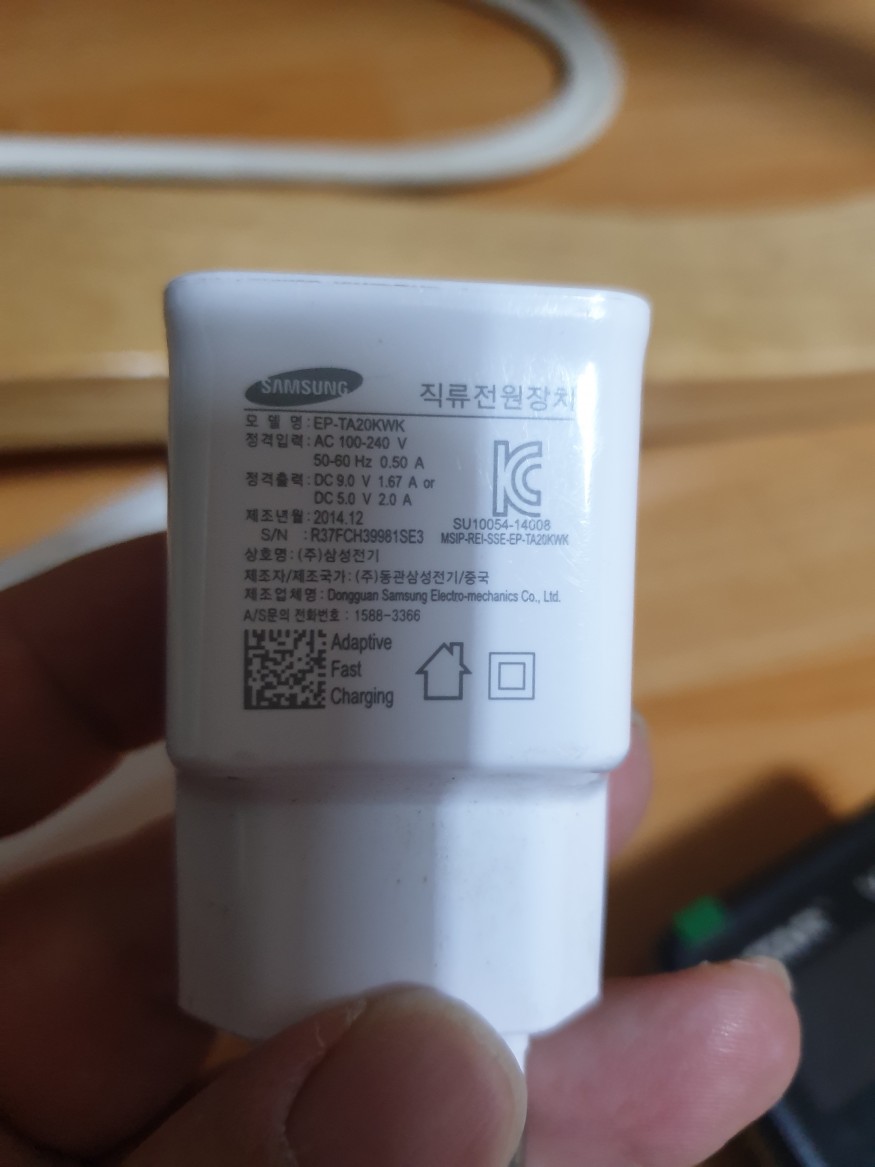 SAMSUNG 직류전원장치
모 델 명 : EP-TA20KWK
정격입력 : AC 100-240 V
50-60 Hz 0.50 A
정격출력 : DC 9.0 V 1.67 A or
DC 5.0 V 2.0 A
제조년월 : 2014.12
S/N : R37FCH39981SE3
SU10054-14008
MSIP-REI-SSE-EP-TA20KWK
상호명 : (주)삼성전기
제조자/제조국가 : (주)동관삼성전기/중국
제조업체명 : Dongguan Samsung Electro-mechanics Co., Ltd.
A/S문의 전화번호 : 1588-3366
Adaptive
Fast
Charging